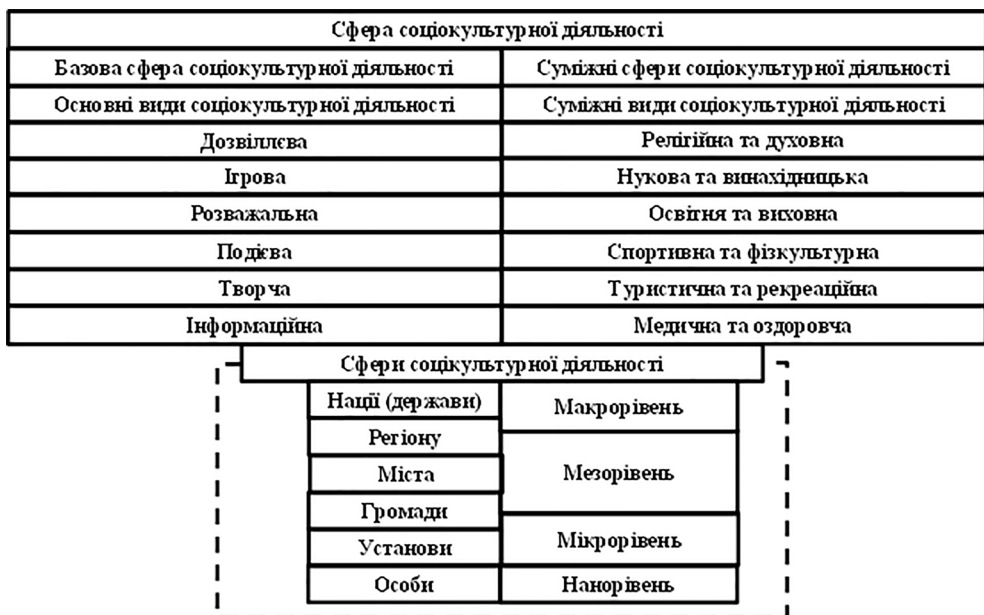 Сфера соціокультурної діяльності
Базова сфера соціокультурної діяльності
Суміжні сфери соціокультурної діяльності
Основні види соціокультурної діяльності
Суміжні види соціокультурної діяльності
Дозвіллєва
Релігійна та духовна
Ігрова
Нукова та винахідницька
Розважальна
Освітня та виховна
Подієва
Спортивна та фізкультурна
Творча
Туристична та рекреаційна
Інформаційна
Медична та оздоровча
Сфери соцікультурної діяльності
Нації (держави)
Макрорівень
Регіону
Міста
Мезорівень
Громади
Установи
Мікрорівень
Особи
Нанорівень